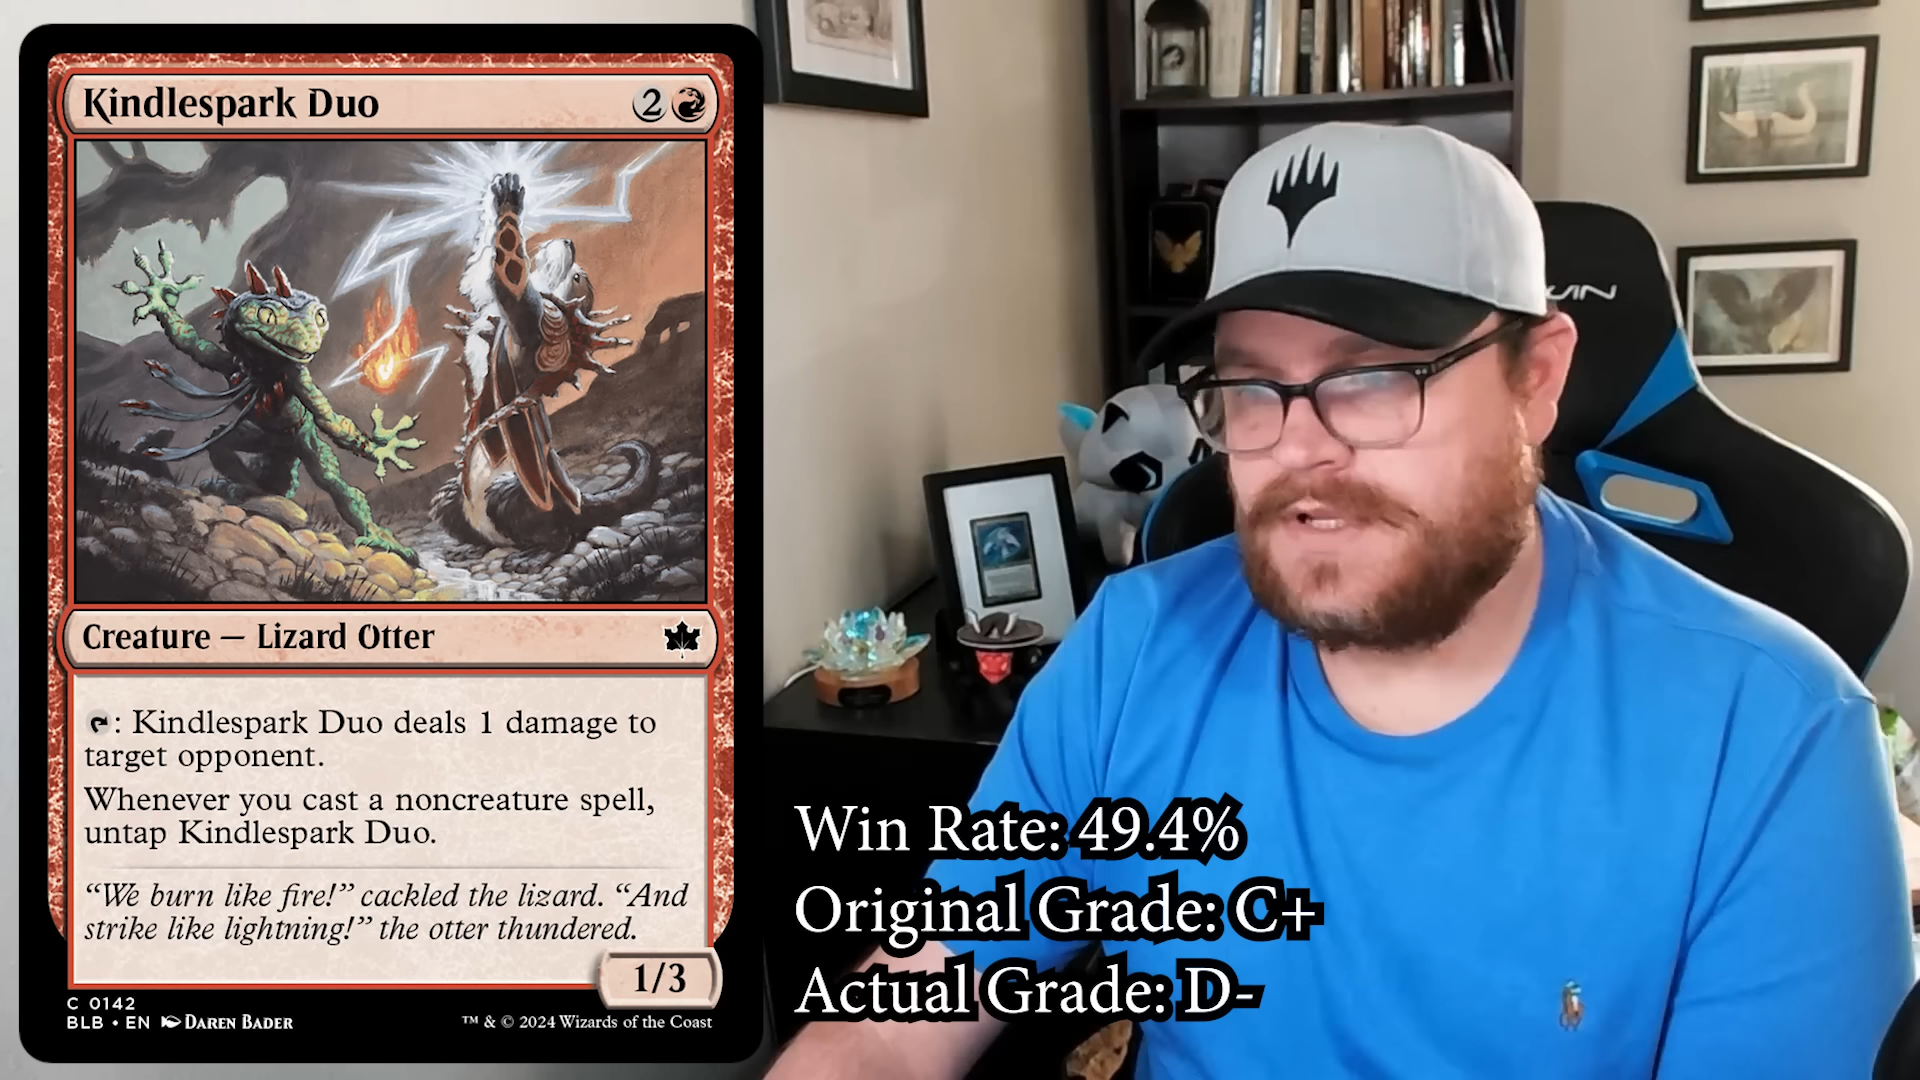 Kindlespark Duo 2
Creature — Lizard Otter
: Kindlespark Duo deals 1 damage to
target opponent.
Whenever you cast a noncreature spell,
untap Kindlespark Duo.
“We burn like fire!” cackled the lizard. “And
strike like lightning!” the otter thundered.
1/3
C 0142
BLB • EN DAREN BADER
™ & © 2024 Wizards of the Coast
Win Rate: 49.4%
Original Grade: C+
Actual Grade: D-